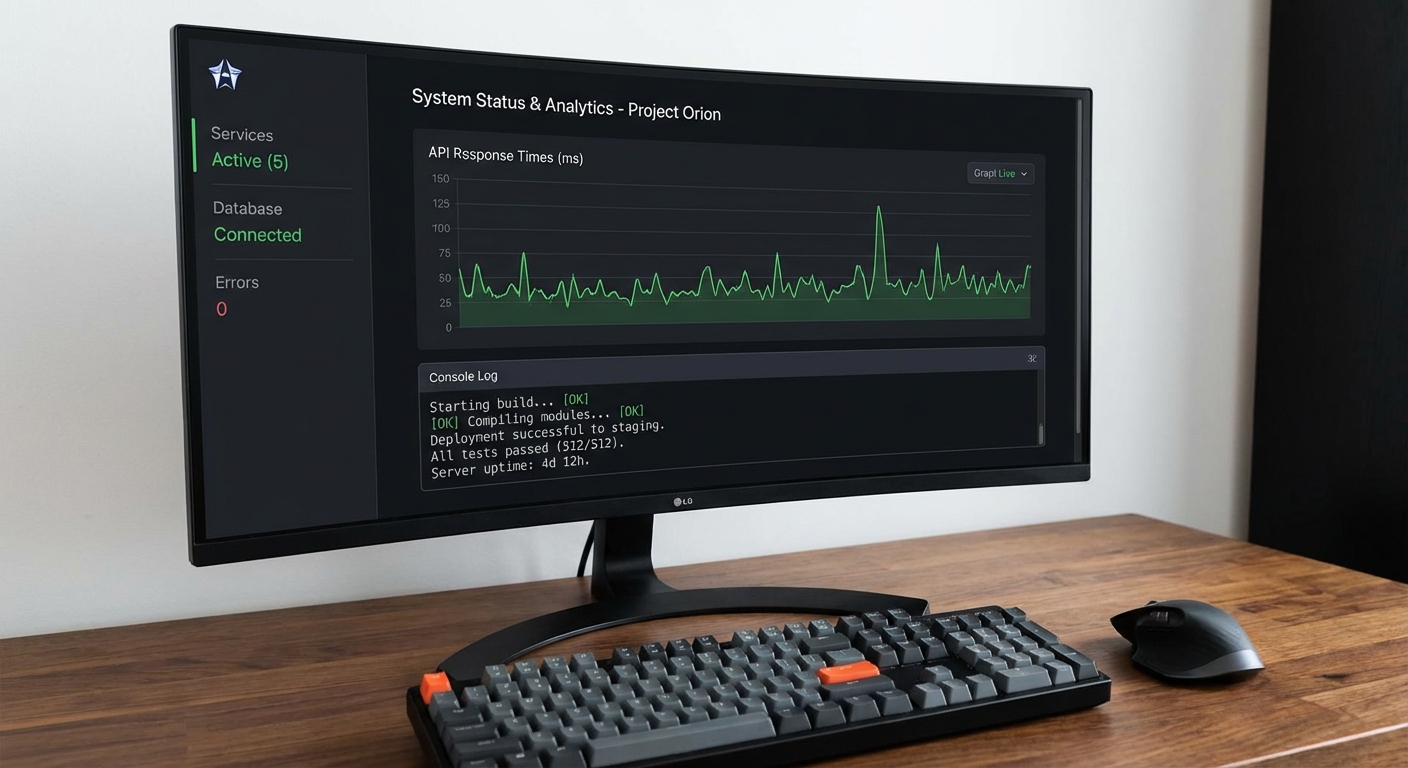 System Status & Analytics - Project Orion
Services
Active (5)
Database
Connected
Errors
0
API Rssponse Times (ms)
Grapl Live
150
125
100
75
50
25
0
Console Log
Starting build... [OK]
[OK] Compiling modules... [OK]
Deployment successful to staging.
All tests passed (512/512).
Server uptime: 4d 12h.
LG